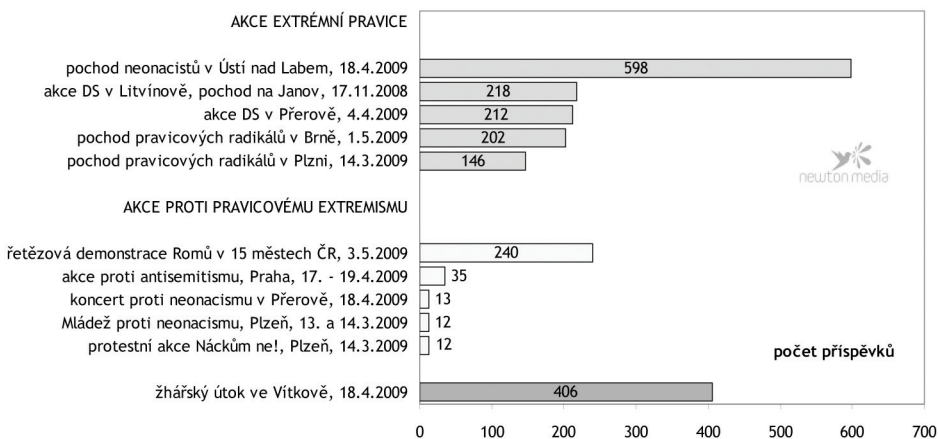 AKCE EXTRÉMNÍ PRAVICE
pochod neonacistů v Ústí nad Labem, 18.4.2009 598
akce DS v Litvínově, pochod na Janov, 17.11.2008 218
akce DS v Přerově, 4.4.2009 212
pochod pravicových radikálů v Brně, 1.5.2009 202
pochod pravicových radikálů v Plzni, 14.3.2009 146
newton media
AKCE PROTI PRAVICOVÉMU EXTREMISMU
řetězová demonstrace Romů v 15 městech ČR, 3.5.2009 240
akce proti antisemitismu, Praha, 17. - 19.4.2009 35
koncert proti neonacismu v Přerově, 18.4.2009 13
Mládež proti neonacismu, Plzeň, 13. a 14.3.2009 12
protestní akce Náckům ne!, Plzeň, 14.3.2009 12
počet příspěvků
žhářský útok ve Vítkově, 18.4.2009 406
0 100 200 300 400 500 600 700